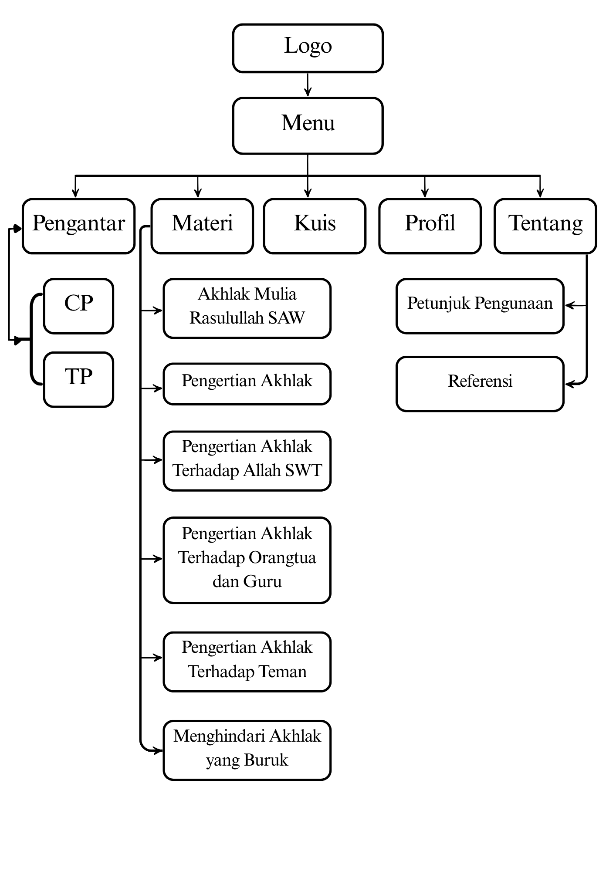 Logo
Menu
Pengantar
Materi
Kuis
Profil
Tentang
CP
TP
Akhlak Mulia
Rasulullah SAW
Pengertian Akhlak
Pengertian Akhlak
Terhadap Allah SWT
Pengertian Akhlak
Terhadap Orangtua
dan Guru
Pengertian Akhlak
Terhadap Teman
Menghindari Akhlak
yang Buruk
Petunjuk Pengunaan
Referensi